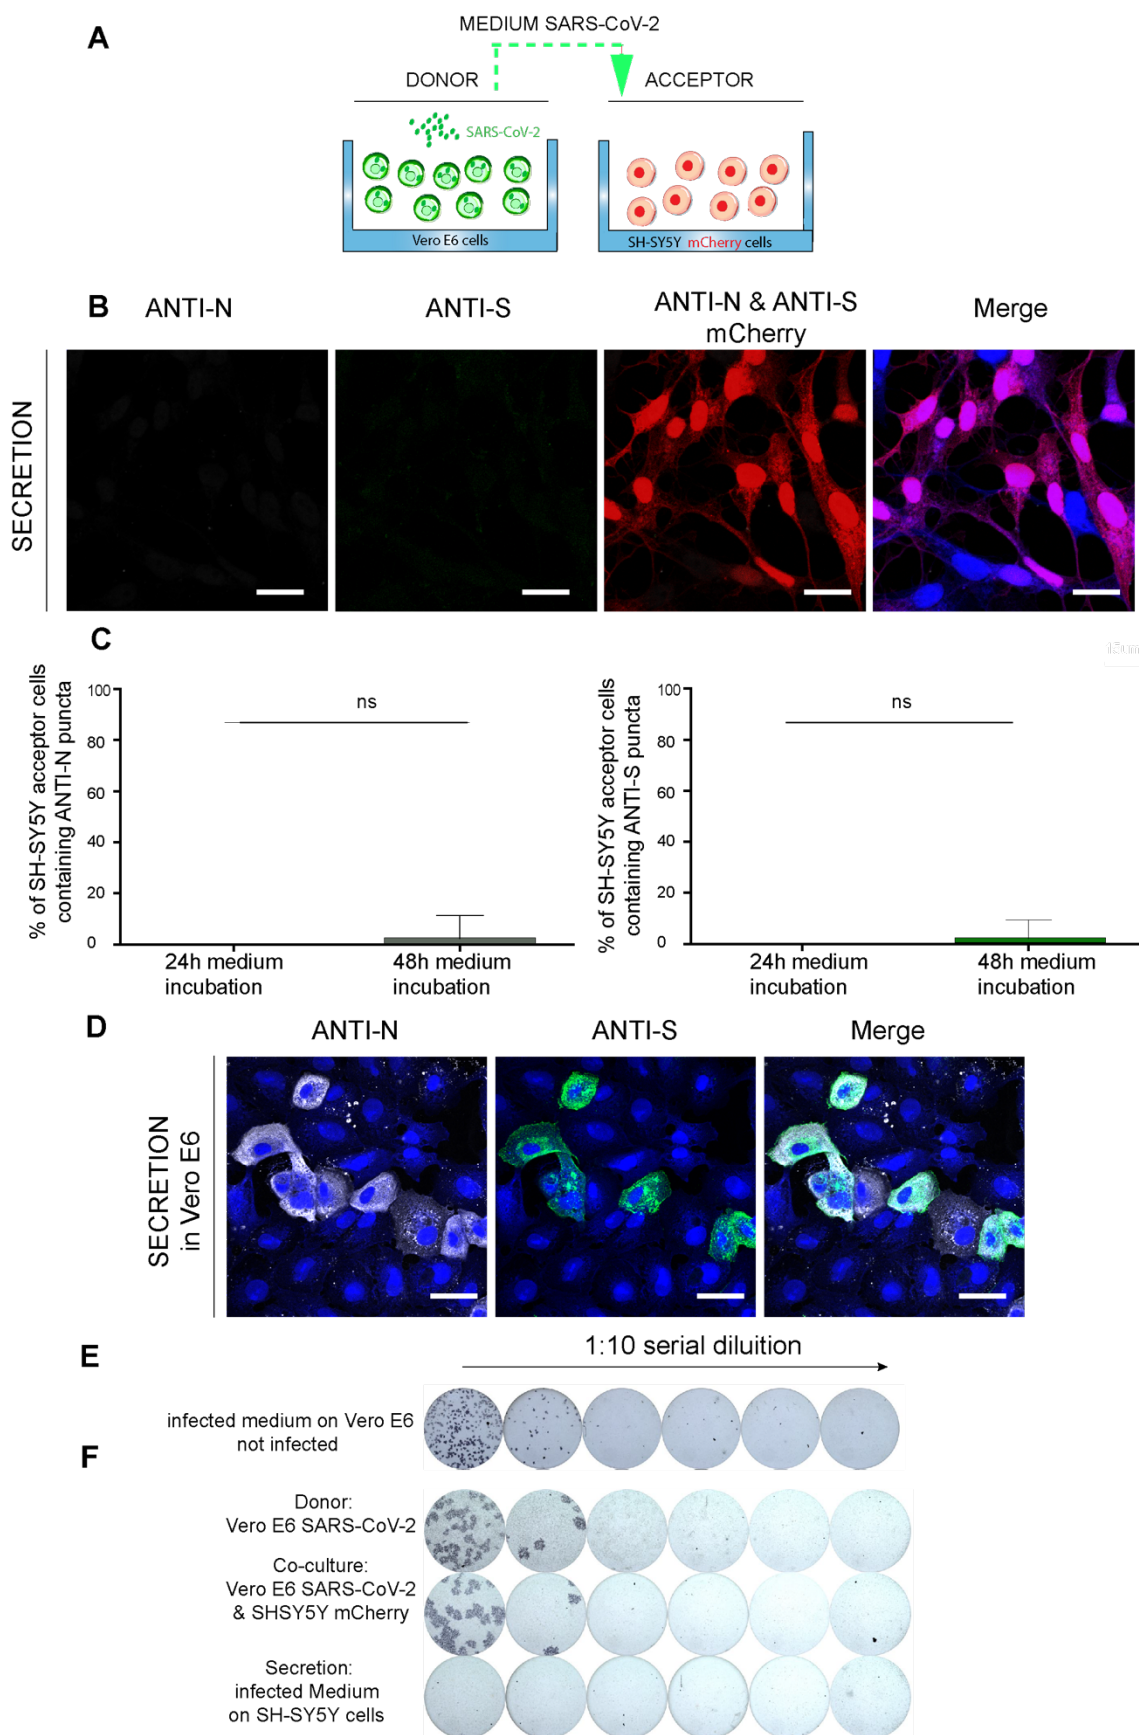 A
MEDIUM SARS-CoV-2
DONOR
ACCEPTOR
SARS-CoV-2
Vero E6 cells
SH-SY5Y mCherry cells
B
ANTI-N
ANTI-S
ANTI-N & ANTI-S
mCherry
Merge
SECRETION
C
% of SH-SY5Y acceptor cells
containing ANTI-N puncta
100
80
60
40
20
0
ns
24h medium
incubation
48h medium
incubation
% of SH-SY5Y acceptor cells
containing ANTI-S puncta
100
80
60
40
20
0
ns
24h medium
incubation
48h medium
incubation
D
ANTI-N
ANTI-S
Merge
SECRETION
in Vero E6
E
1:10 serial dilution
infected medium on Vero E6
not infected
F
Donor:
Vero E6 SARS-CoV-2
Co-culture:
Vero E6 SARS-CoV-2
& SHSY5Y mCherry
Secretion:
infected Medium
on SH-SY5Y cells